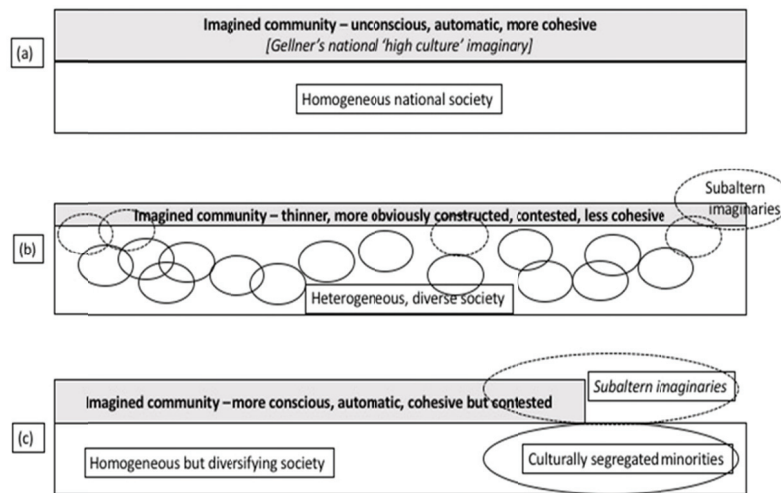 Imagined community – unconscious, automatic, more cohesive
[Gellner's national 'high culture' imaginary]
(a)
Homogeneous national society
Subaltern
imaginaries
Imagined community – thinner, more obviously constructed, contested, less cohesive
(b)
Heterogeneous, diverse society
Subaltern imaginaries
Imagined community – more conscious, automatic, cohesive but contested
(c)
Homogeneous but diversifying society
Culturally segregated minorities